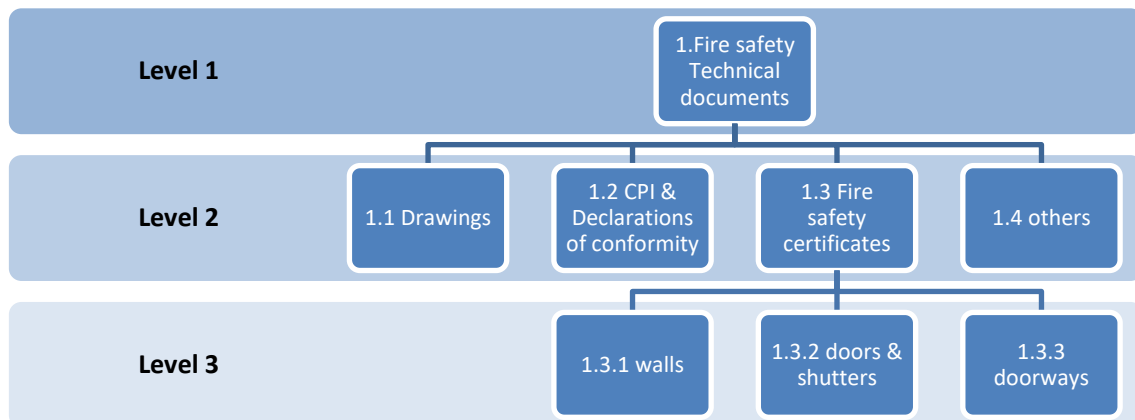 Level 1
1.Fire safety
Technical
documents
Level 2
1.1 Drawings
1.2 CPI &
Declarations
of conformity
1.3 Fire
safety
certificates
1.4 others
Level 3
1.3.1 walls
1.3.2 doors &
shutters
1.3.3
doorways